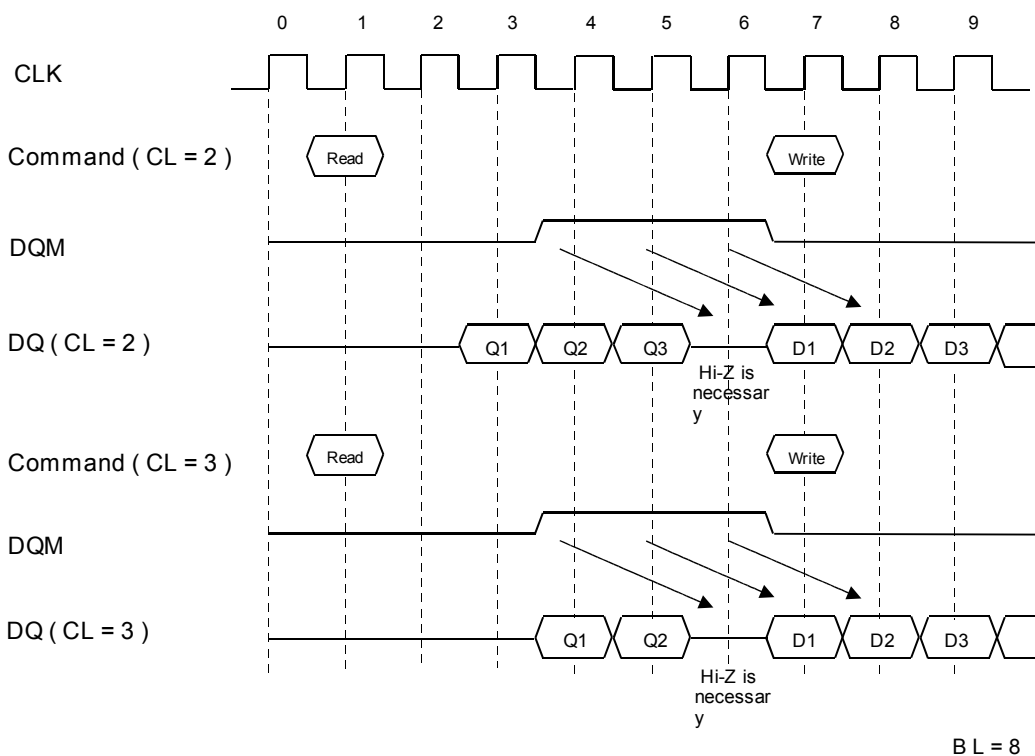 0 1 2 3 4 5 6 7 8 9
CLK
Command ( CL = 2 ) Read Write
DQM
DQ ( CL = 2 ) Q1 Q2 Q3 D1 D2 D3
Hi-Z is
necessar
y
Command ( CL = 3 ) Read Write
DQM
DQ ( CL = 3 ) Q1 Q2 D1 D2 D3
Hi-Z is
necessar
y
B L = 8